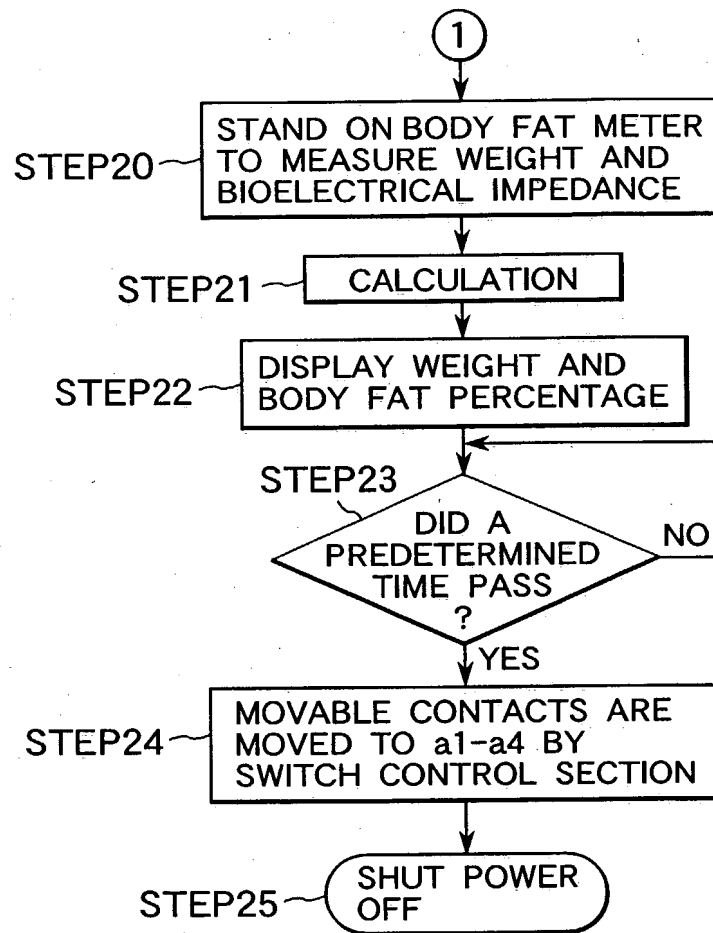 1
STAND ON BODY FAT METER
TO MEASURE WEIGHT AND
BIOELECTRICAL IMPEDANCE
STEP20
CALCULATION
STEP21
DISPLAY WEIGHT AND
BODY FAT PERCENTAGE
STEP22
STEP23
DID A
PREDETERMINED
TIME PASS
?
NO
YES
MOVABLE CONTACTS ARE
MOVED TO a1-a4 BY
SWITCH CONTROL SECTION
STEP24
SHUT POWER
OFF
STEP25